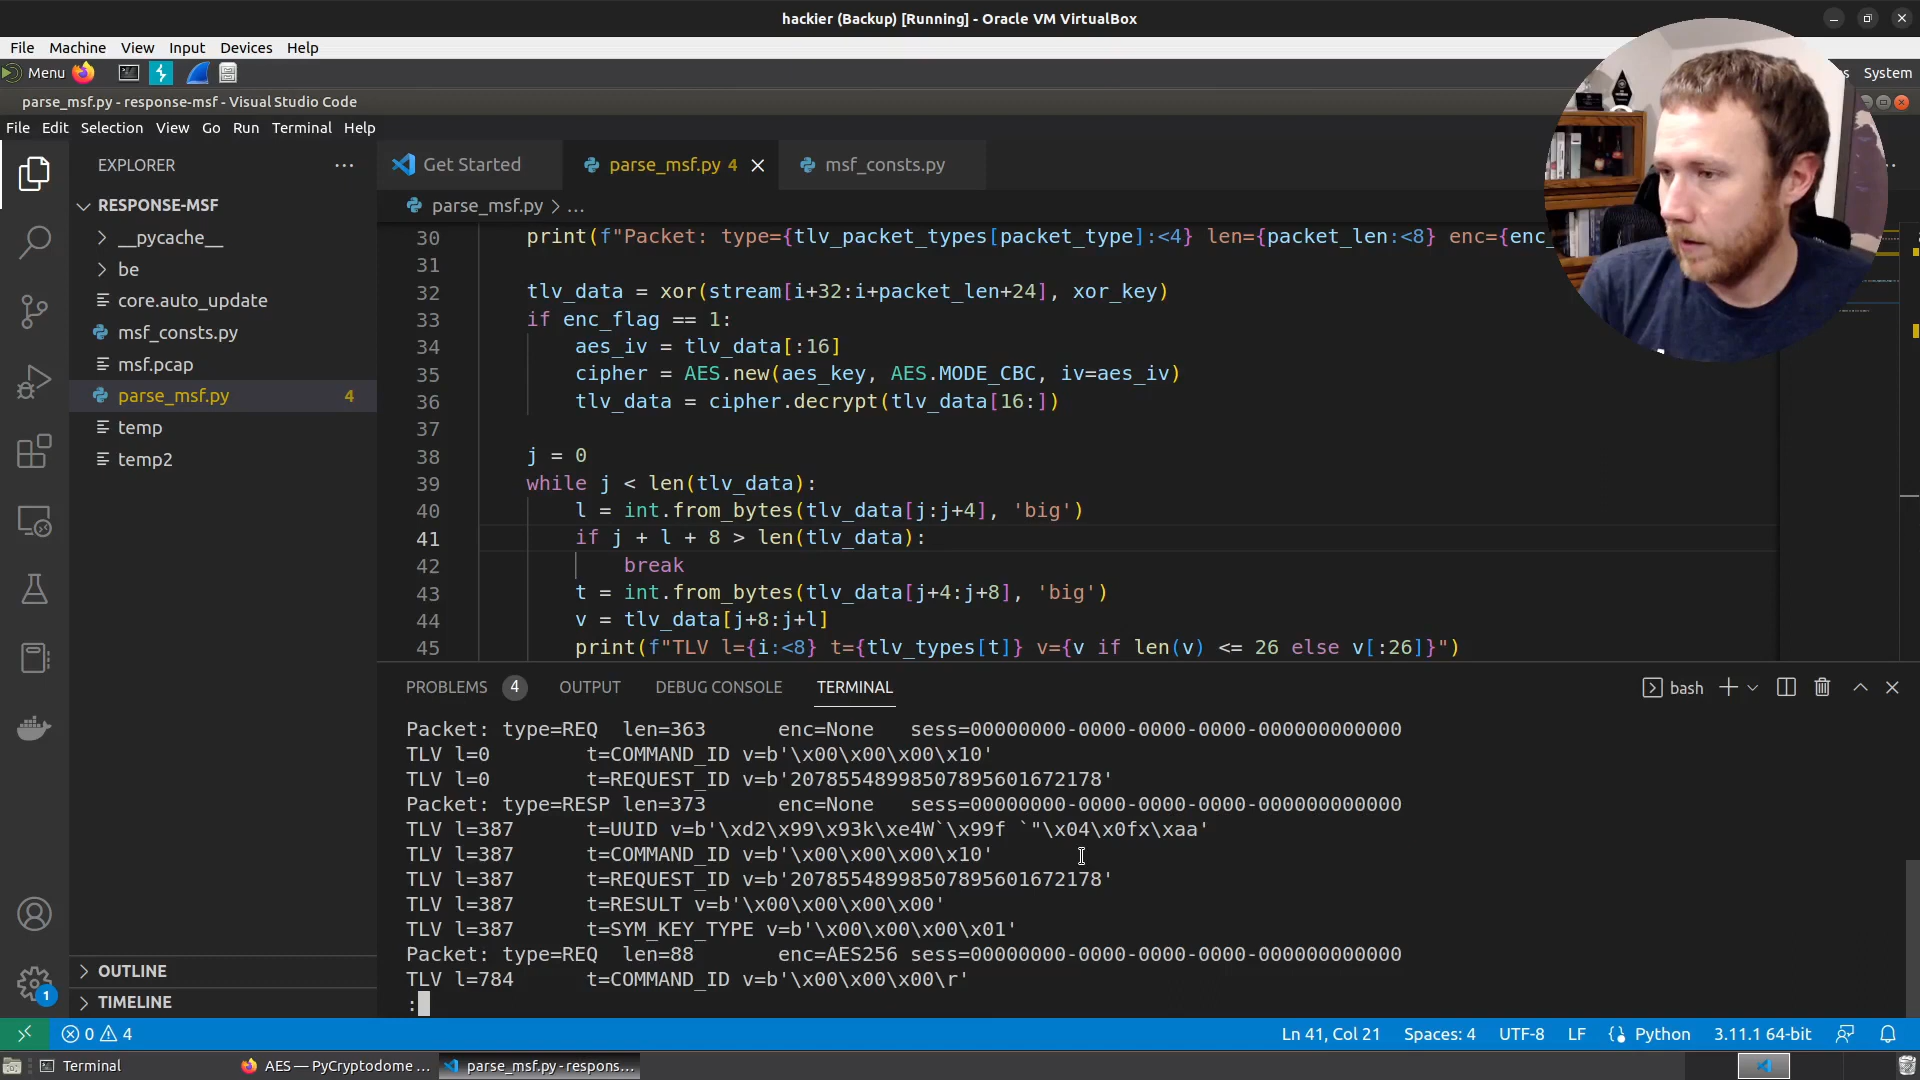 hackier (Backup) [Running] - Oracle VM VirtualBox
File Machine View Input Devices Help
Menu
System
parse_msf.py - response-msf - Visual Studio Code
File Edit Selection View Go Run Terminal Help
EXPLORER
Get Started
parse_msf.py 4
msf_consts.py
RESPONSE-MSF
parse_msf.py > ...
__pycache__
be
core.auto_update
msf_consts.py
msf.pcap
parse_msf.py 4
temp
temp2
OUTLINE
TIMELINE
30 print(f"Packet: type={tlv_packet_types[packet_type]:<4} len={packet_len:<8} enc={enc_
31
32 tlv_data = xor(stream[i+32:i+packet_len+24], xor_key)
33 if enc_flag == 1:
34 aes_iv = tlv_data[:16]
35 cipher = AES.new(aes_key, AES.MODE_CBC, iv=aes_iv)
36 tlv_data = cipher.decrypt(tlv_data[16:])
37
38 j = 0
39 while j < len(tlv_data):
40 l = int.from_bytes(tlv_data[j:j+4], 'big')
41 if j + l + 8 > len(tlv_data):
42 break
43 t = int.from_bytes(tlv_data[j+4:j+8], 'big')
44 v = tlv_data[j+8:j+l]
45 print(f"TLV l={i:<8} t={tlv_types[t]} v={v if len(v) <= 26 else v[:26]}")
PROBLEMS 4 OUTPUT DEBUG CONSOLE TERMINAL
bash
Packet: type=REQ len=363 enc=None sess=00000000-0000-0000-0000-000000000000
TLV l=0 t=COMMAND_ID v=b'\x00\x00\x00\x10'
TLV l=0 t=REQUEST_ID v=b'20785548998507895601672178'
Packet: type=RESP len=373 enc=None sess=00000000-0000-0000-0000-000000000000
TLV l=387 t=UUID v=b'\xd2\x99\x93k\xe4W`\x99f `"\x04\x0fx\xaa'
TLV l=387 t=COMMAND_ID v=b'\x00\x00\x00\x10'
TLV l=387 t=REQUEST_ID v=b'20785548998507895601672178'
TLV l=387 t=RESULT v=b'\x00\x00\x00\x00'
TLV l=387 t=SYM_KEY_TYPE v=b'\x00\x00\x00\x01'
Packet: type=REQ len=88 enc=AES256 sess=00000000-0000-0000-0000-000000000000
TLV l=784 t=COMMAND_ID v=b'\x00\x00\x00\r'
:
1
0 4
Ln 41, Col 21 Spaces: 4 UTF-8 LF Python 3.11.1 64-bit
Terminal
AES — PyCryptodome ...
parse_msf.py - respons...